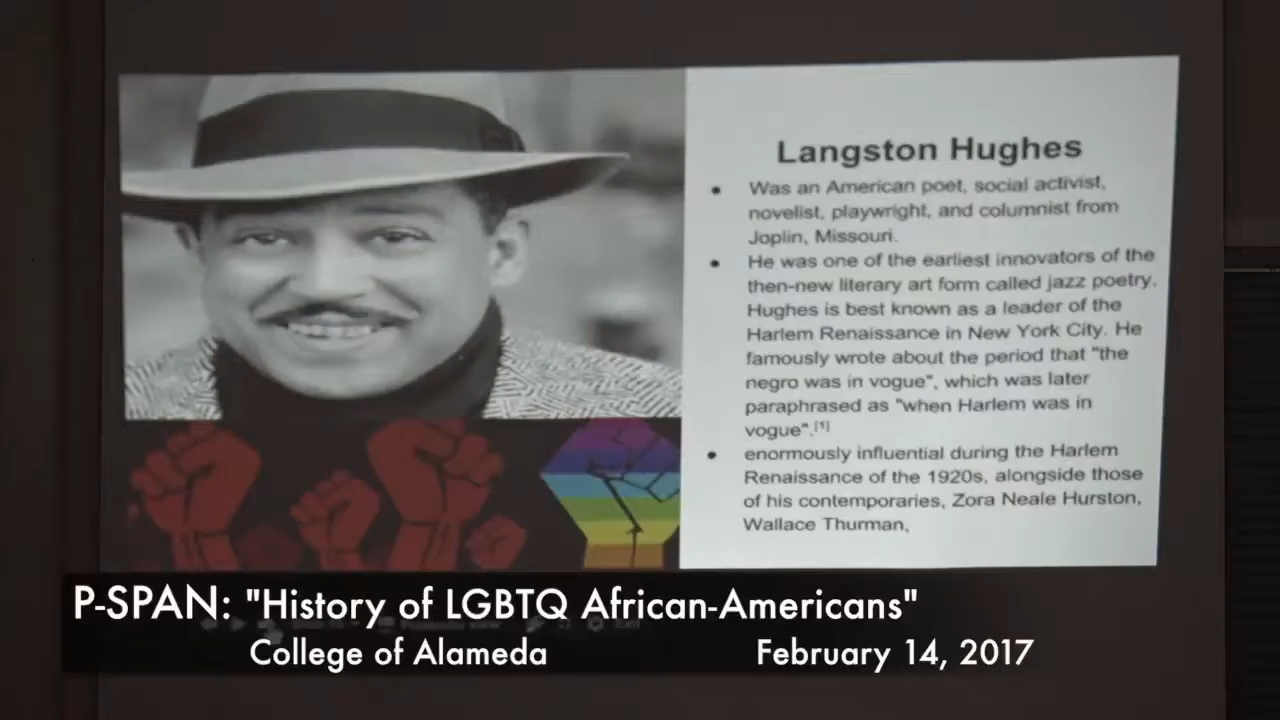 Langston Hughes
• Was an American poet, social activist,
novelist, playwright, and columnist from
Joplin, Missouri.
• He was one of the earliest innovators of the
then-new literary art form called jazz poetry.
Hughes is best known as a leader of the
Harlem Renaissance in New York City. He
famously wrote about the period that "the
negro was in vogue", which was later
paraphrased as "when Harlem was in
vogue".[1]
• enormously influential during the Harlem
Renaissance of the 1920s, alongside those
of his contemporaries, Zora Neale Hurston,
Wallace Thurman,
P-SPAN: "History of LGBTQ African-Americans"
College of Alameda February 14, 2017